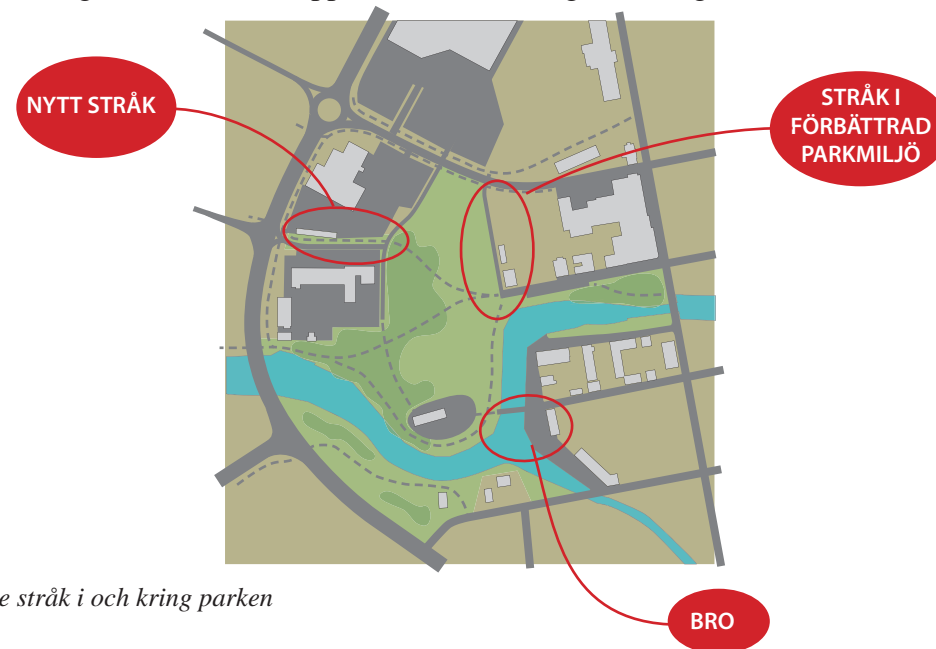 NYTT STRÅK
STRÅK I
FÖRBÄTTRAD
PARKMILJÖ
e stråk i och kring parken
BRO